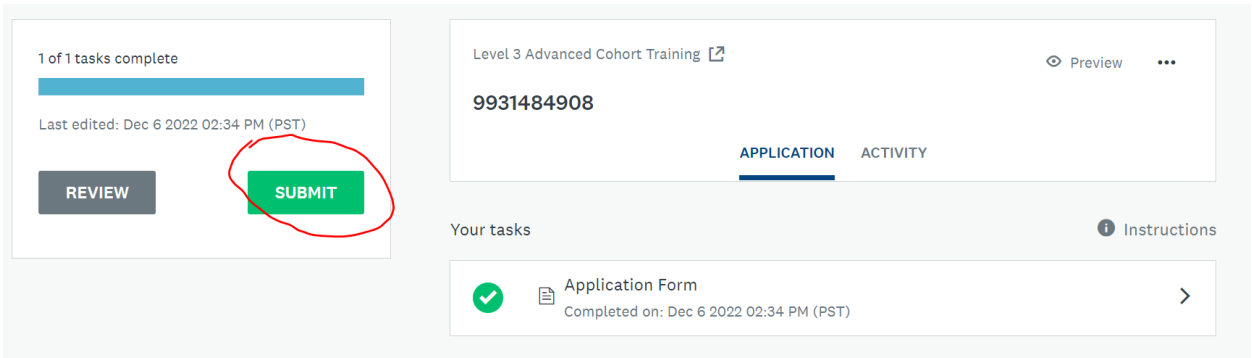 1 of 1 tasks complete
Last edited: Dec 6 2022 02:34 PM (PST)
REVIEW
SUBMIT
Level 3 Advanced Cohort Training
Preview
9931484908
APPLICATION
ACTIVITY
Your tasks
Instructions
Application Form
Completed on: Dec 6 2022 02:34 PM (PST)